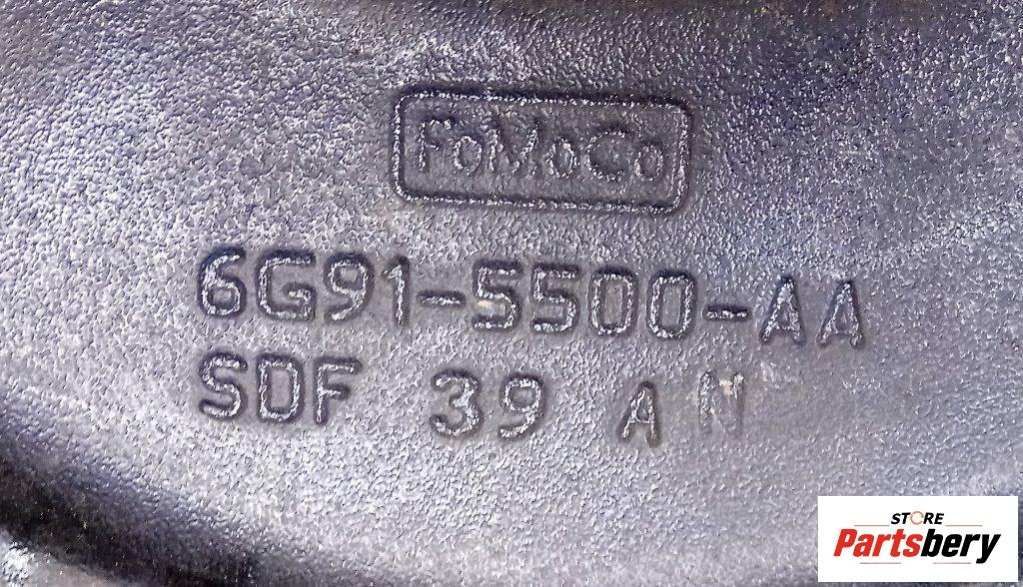 FoMoCo
6G91-5500-AA
SDF 39 A N
STORE
Partsbery